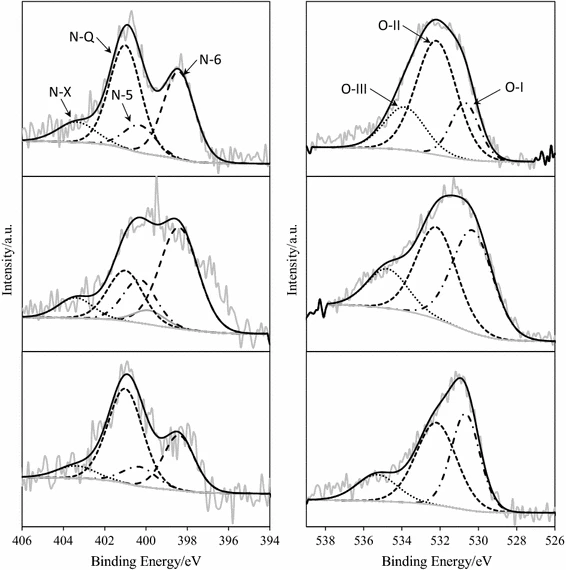 N-Q
N-6
N-X
N-5
O-II
O-III
O-I
Intensity/a.u.
Intensity/a.u.
406 404 402 400 398 396 394
538 536 534 532 530 528 526
Binding Energy/eV
Binding Energy/eV